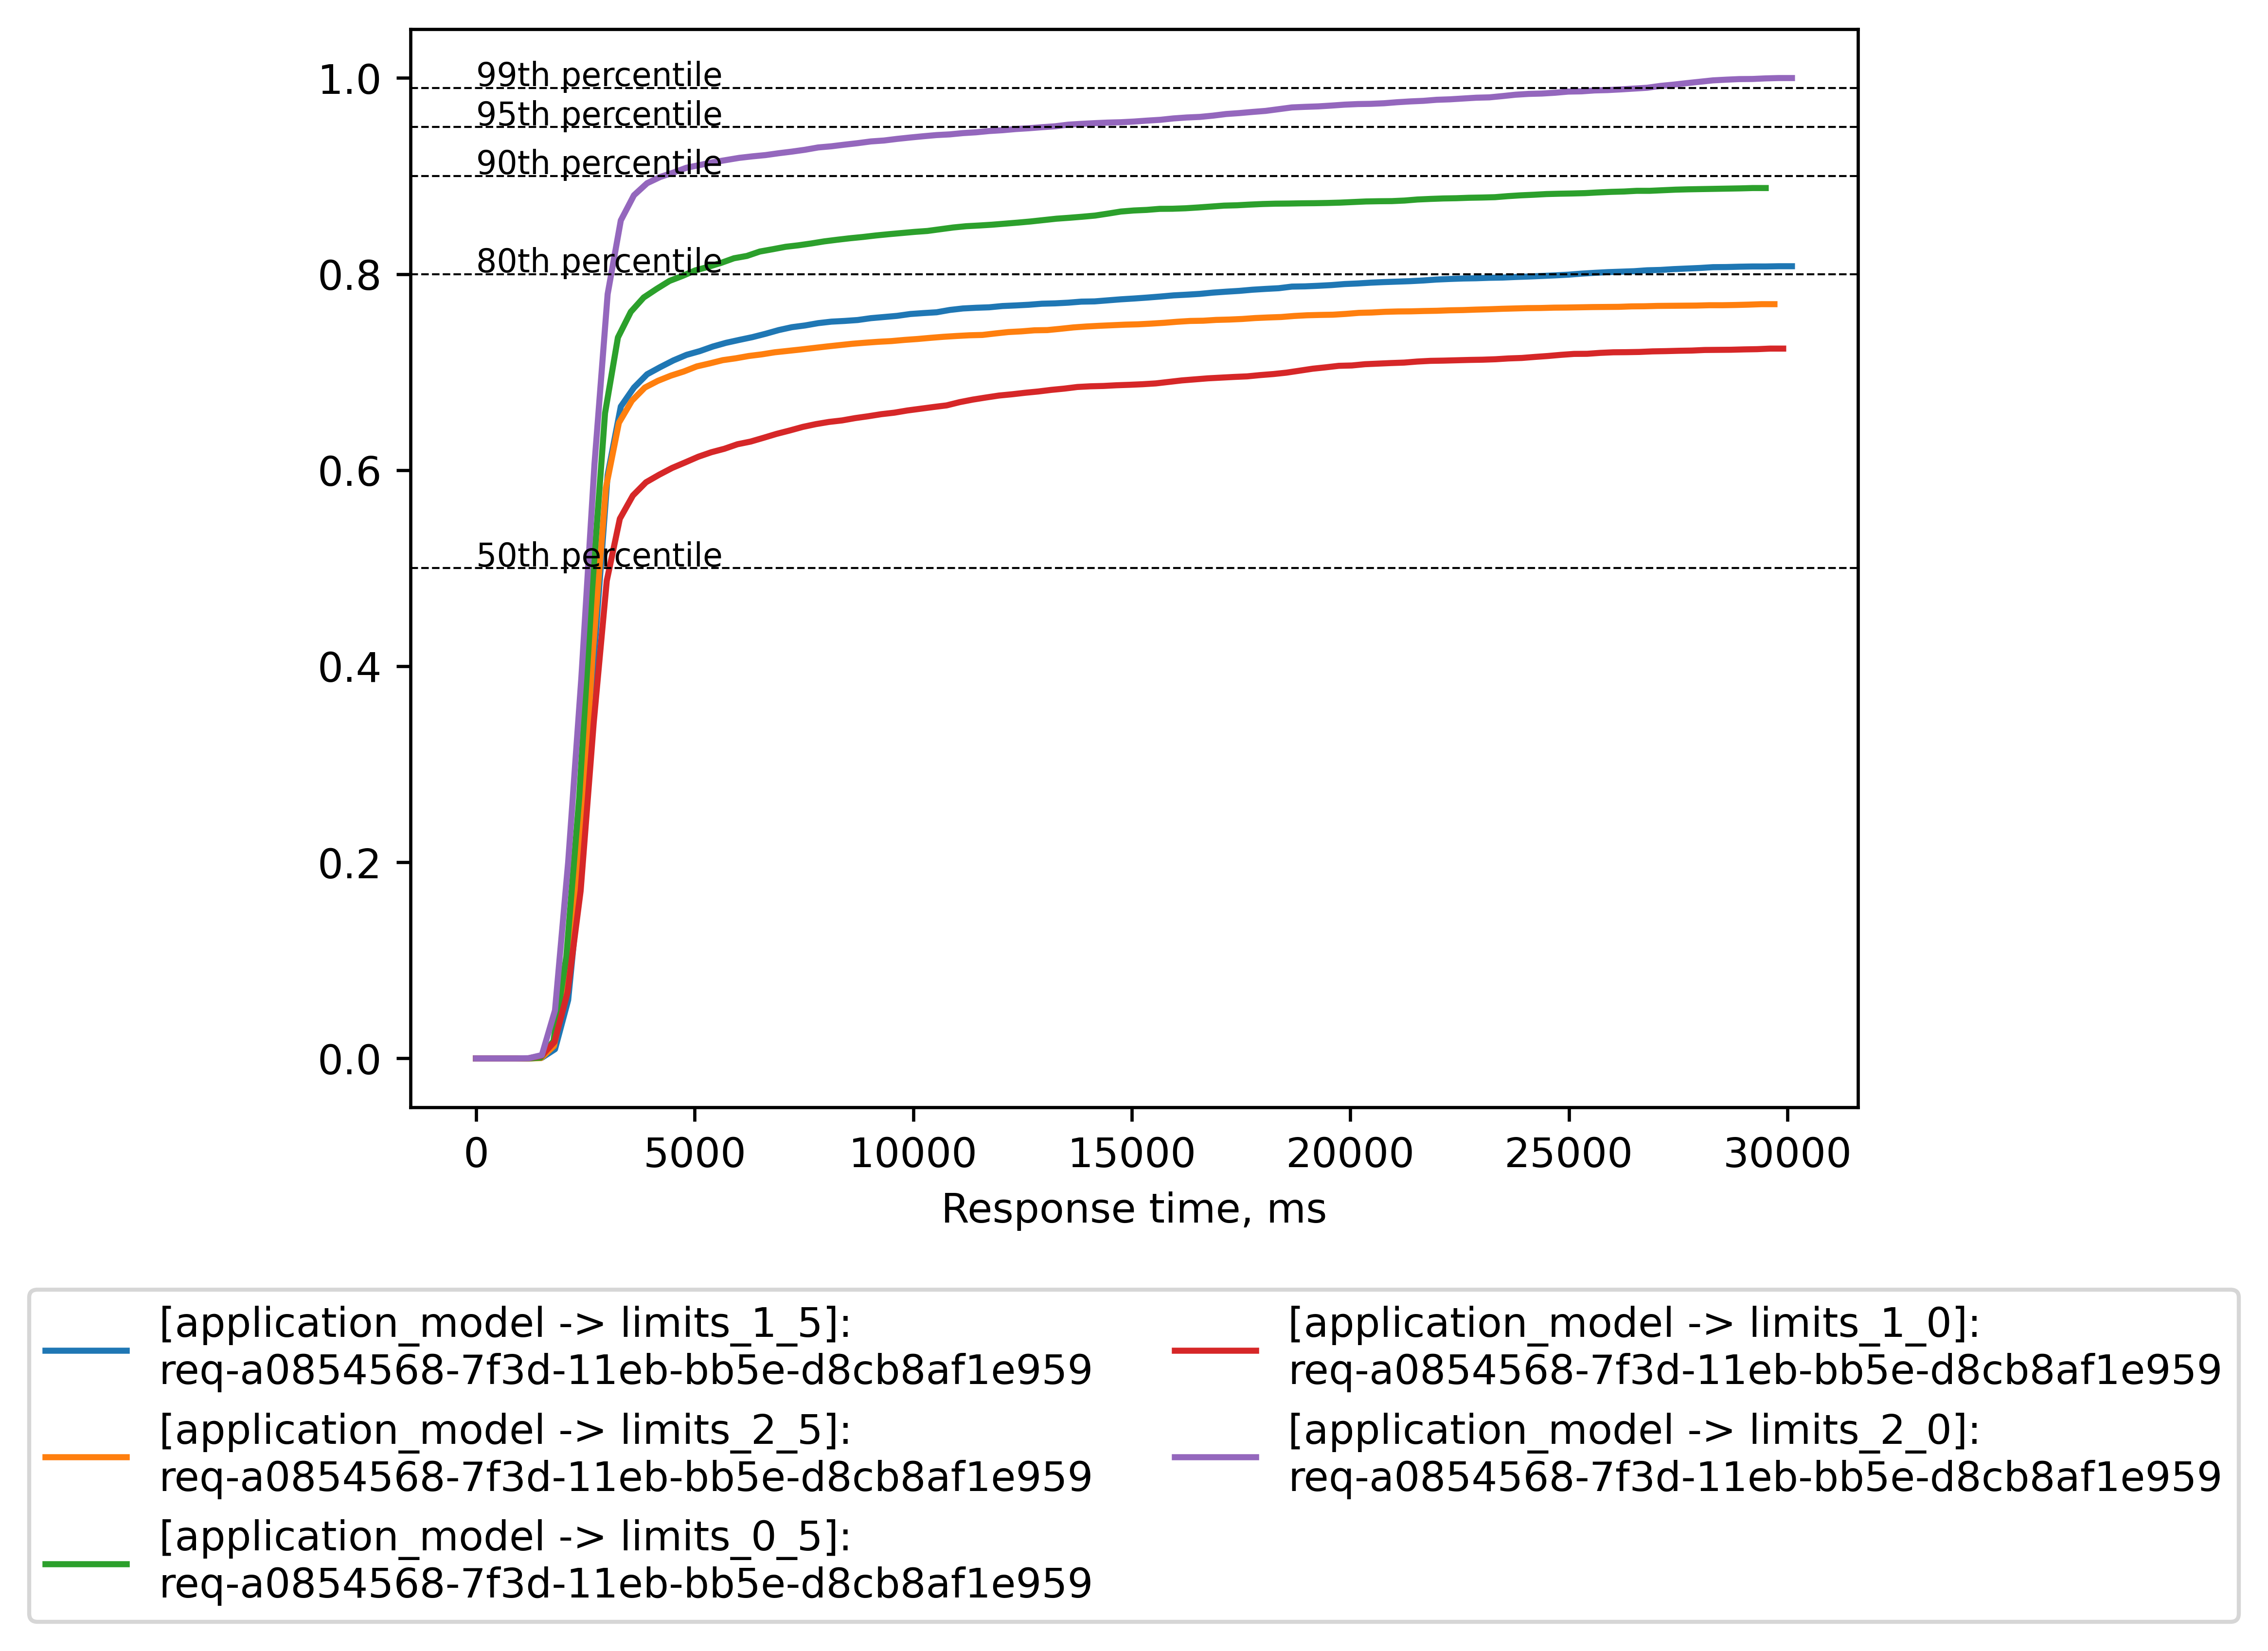 1.0
0.8
0.6
0.4
0.2
0.0
99th percentile
95th percentile
90th percentile
80th percentile
50th percentile
0 5000 10000 15000 20000 25000 30000
Response time, ms
[application_model -> limits_1_5]:
req-a0854568-7f3d-11eb-bb5e-d8cb8af1e959
[application_model -> limits_2_5]:
req-a0854568-7f3d-11eb-bb5e-d8cb8af1e959
[application_model -> limits_0_5]:
req-a0854568-7f3d-11eb-bb5e-d8cb8af1e959
[application_model -> limits_1_0]:
req-a0854568-7f3d-11eb-bb5e-d8cb8af1e959
[application_model -> limits_2_0]:
req-a0854568-7f3d-11eb-bb5e-d8cb8af1e959